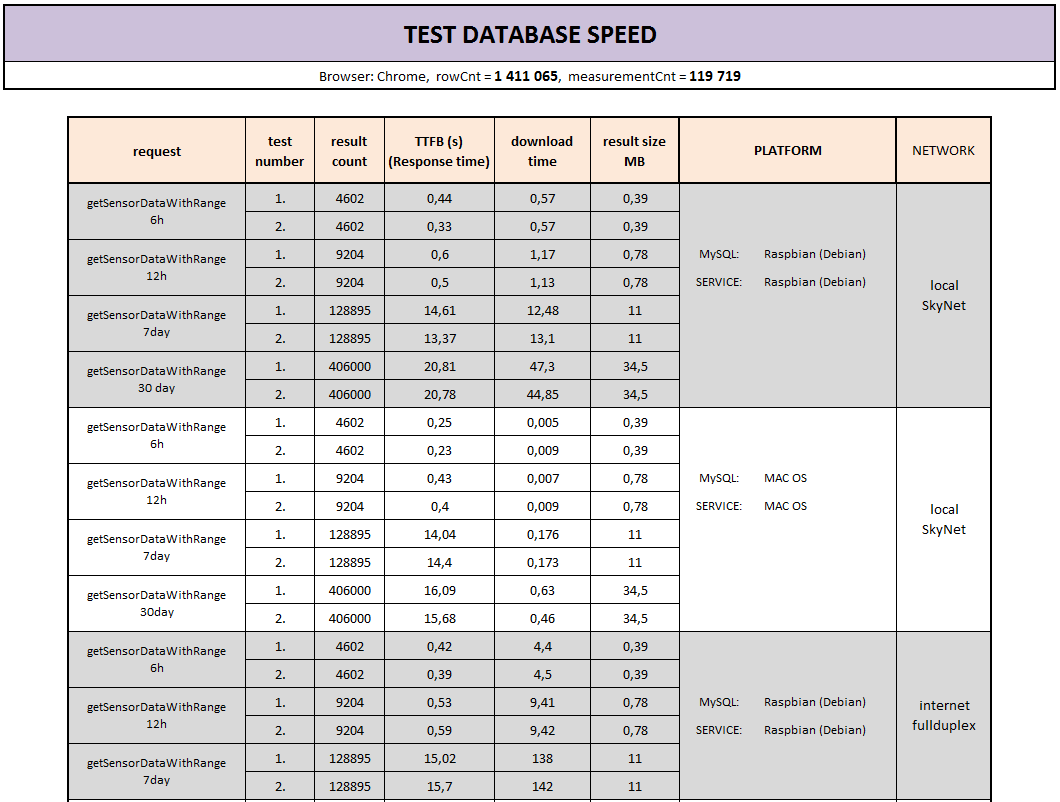 TEST DATABASE SPEED
Browser: Chrome, rowCnt = 1 411 065, measurementCnt = 119 719
request test number result count TTFB (s) (Response time) download time result size MB PLATFORM NETWORK
getSensorDataWithRange 6h
1. 4602 0,44 0,57 0,39
2. 4602 0,33 0,57 0,39
getSensorDataWithRange 12h
1. 9204 0,6 1,17 0,78
2. 9204 0,5 1,13 0,78
getSensorDataWithRange 7day
1. 128895 14,61 12,48 11
2. 128895 13,37 13,1 11
getSensorDataWithRange 30 day
1. 406000 20,81 47,3 34,5
2. 406000 20,78 44,85 34,5
MySQL: Raspbian (Debian)
SERVICE: Raspbian (Debian)
local SkyNet
getSensorDataWithRange 6h
1. 4602 0,25 0,005 0,39
2. 4602 0,23 0,009 0,39
getSensorDataWithRange 12h
1. 9204 0,43 0,007 0,78
2. 9204 0,4 0,009 0,78
getSensorDataWithRange 7day
1. 128895 14,04 0,176 11
2. 128895 14,4 0,173 11
getSensorDataWithRange 30day
1. 406000 16,09 0,63 34,5
2. 406000 15,68 0,46 34,5
MySQL: MAC OS
SERVICE: MAC OS
local SkyNet
getSensorDataWithRange 6h
1. 4602 0,42 4,4 0,39
2. 4602 0,39 4,5 0,39
getSensorDataWithRange 12h
1. 9204 0,53 9,41 0,78
2. 9204 0,59 9,42 0,78
getSensorDataWithRange 7day
1. 128895 15,02 138 11
2. 128895 15,7 142 11
MySQL: Raspbian (Debian)
SERVICE: Raspbian (Debian)
internet fullduplex